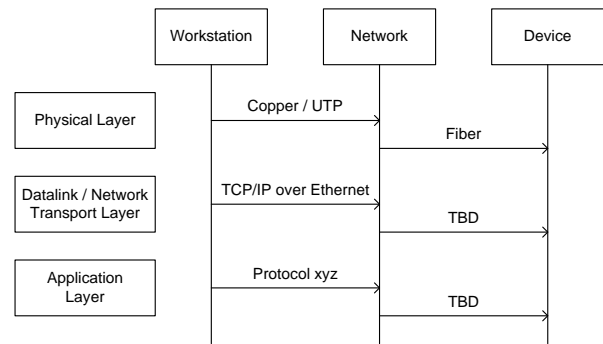 Workstation
Network
Device
Physical Layer
Copper / UTP
Fiber
Datalink / Network
Transport Layer
TCP/IP over Ethernet
TBD
Application
Layer
Protocol xyz
TBD